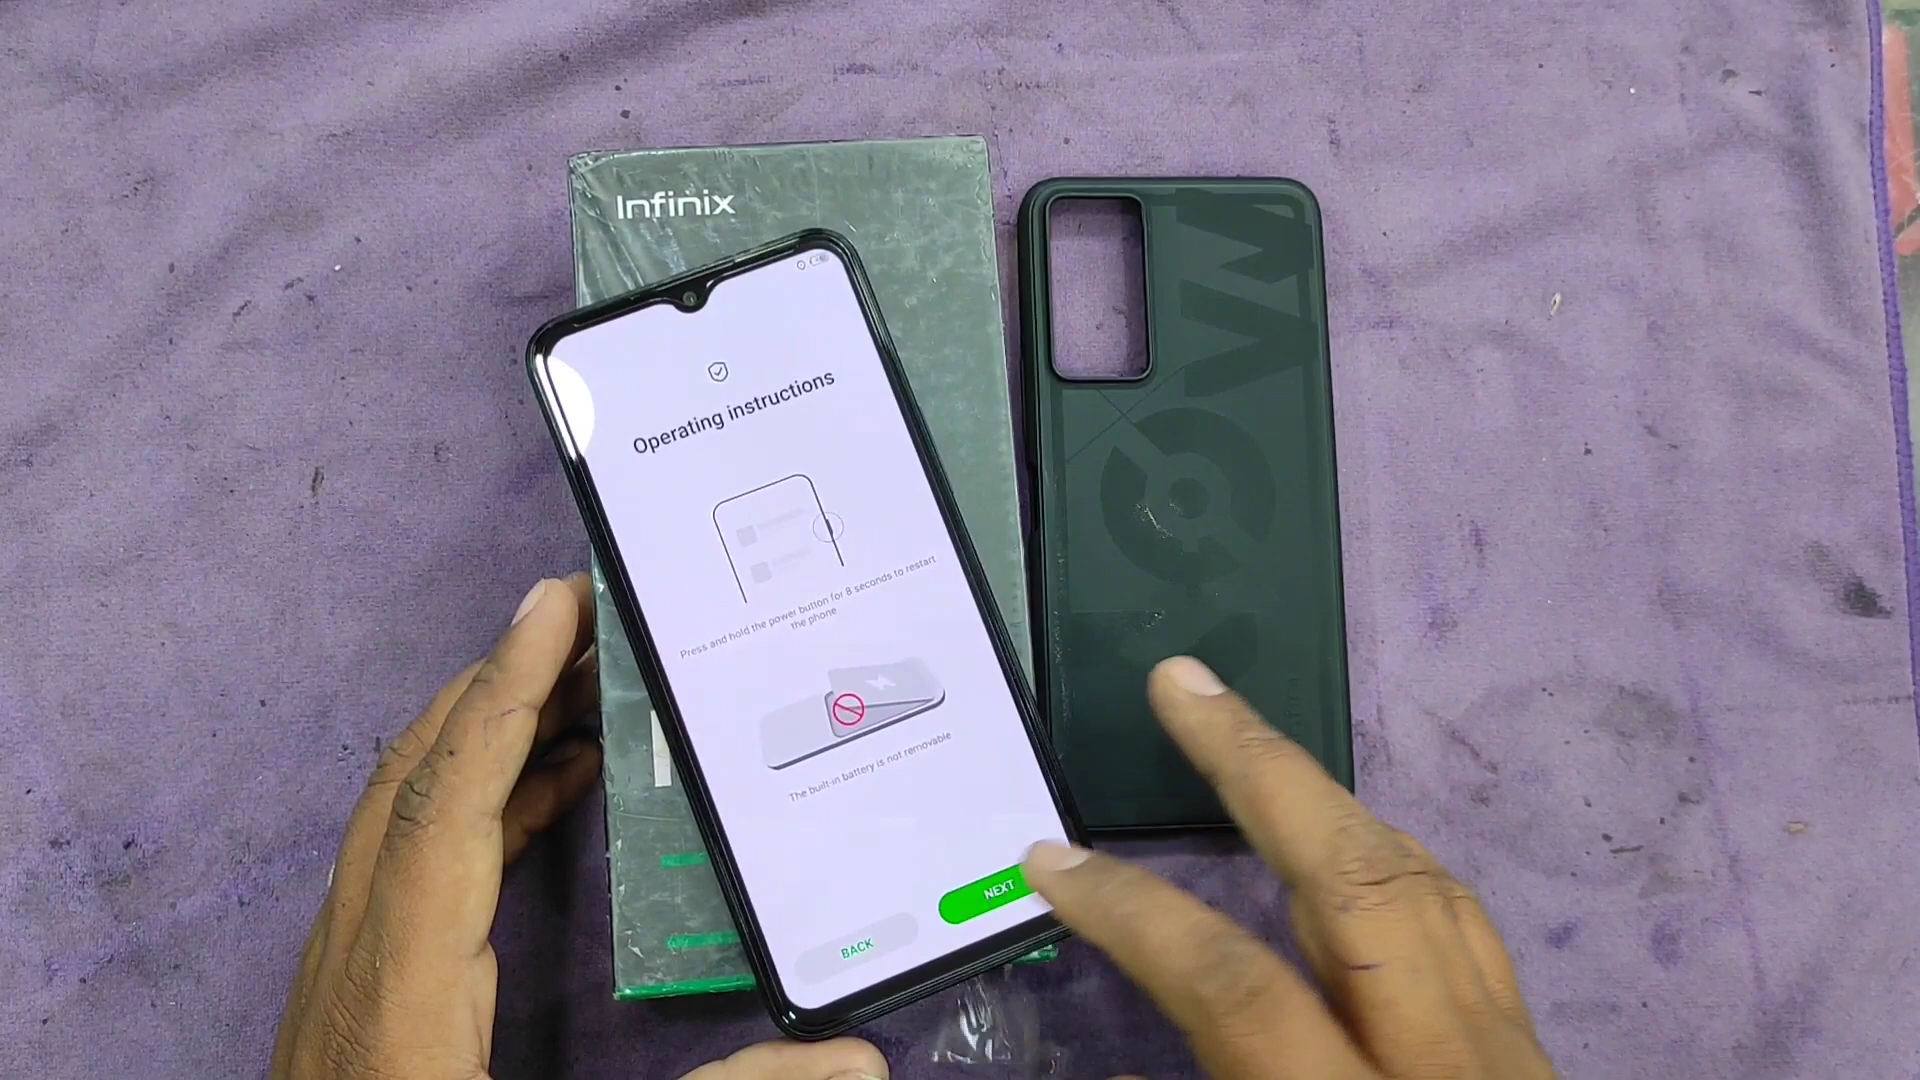 Infinix
Operating instructions
Press and hold the power button for 8 seconds to restart
the phone
The built-in battery is not removable
NEXT
BACK